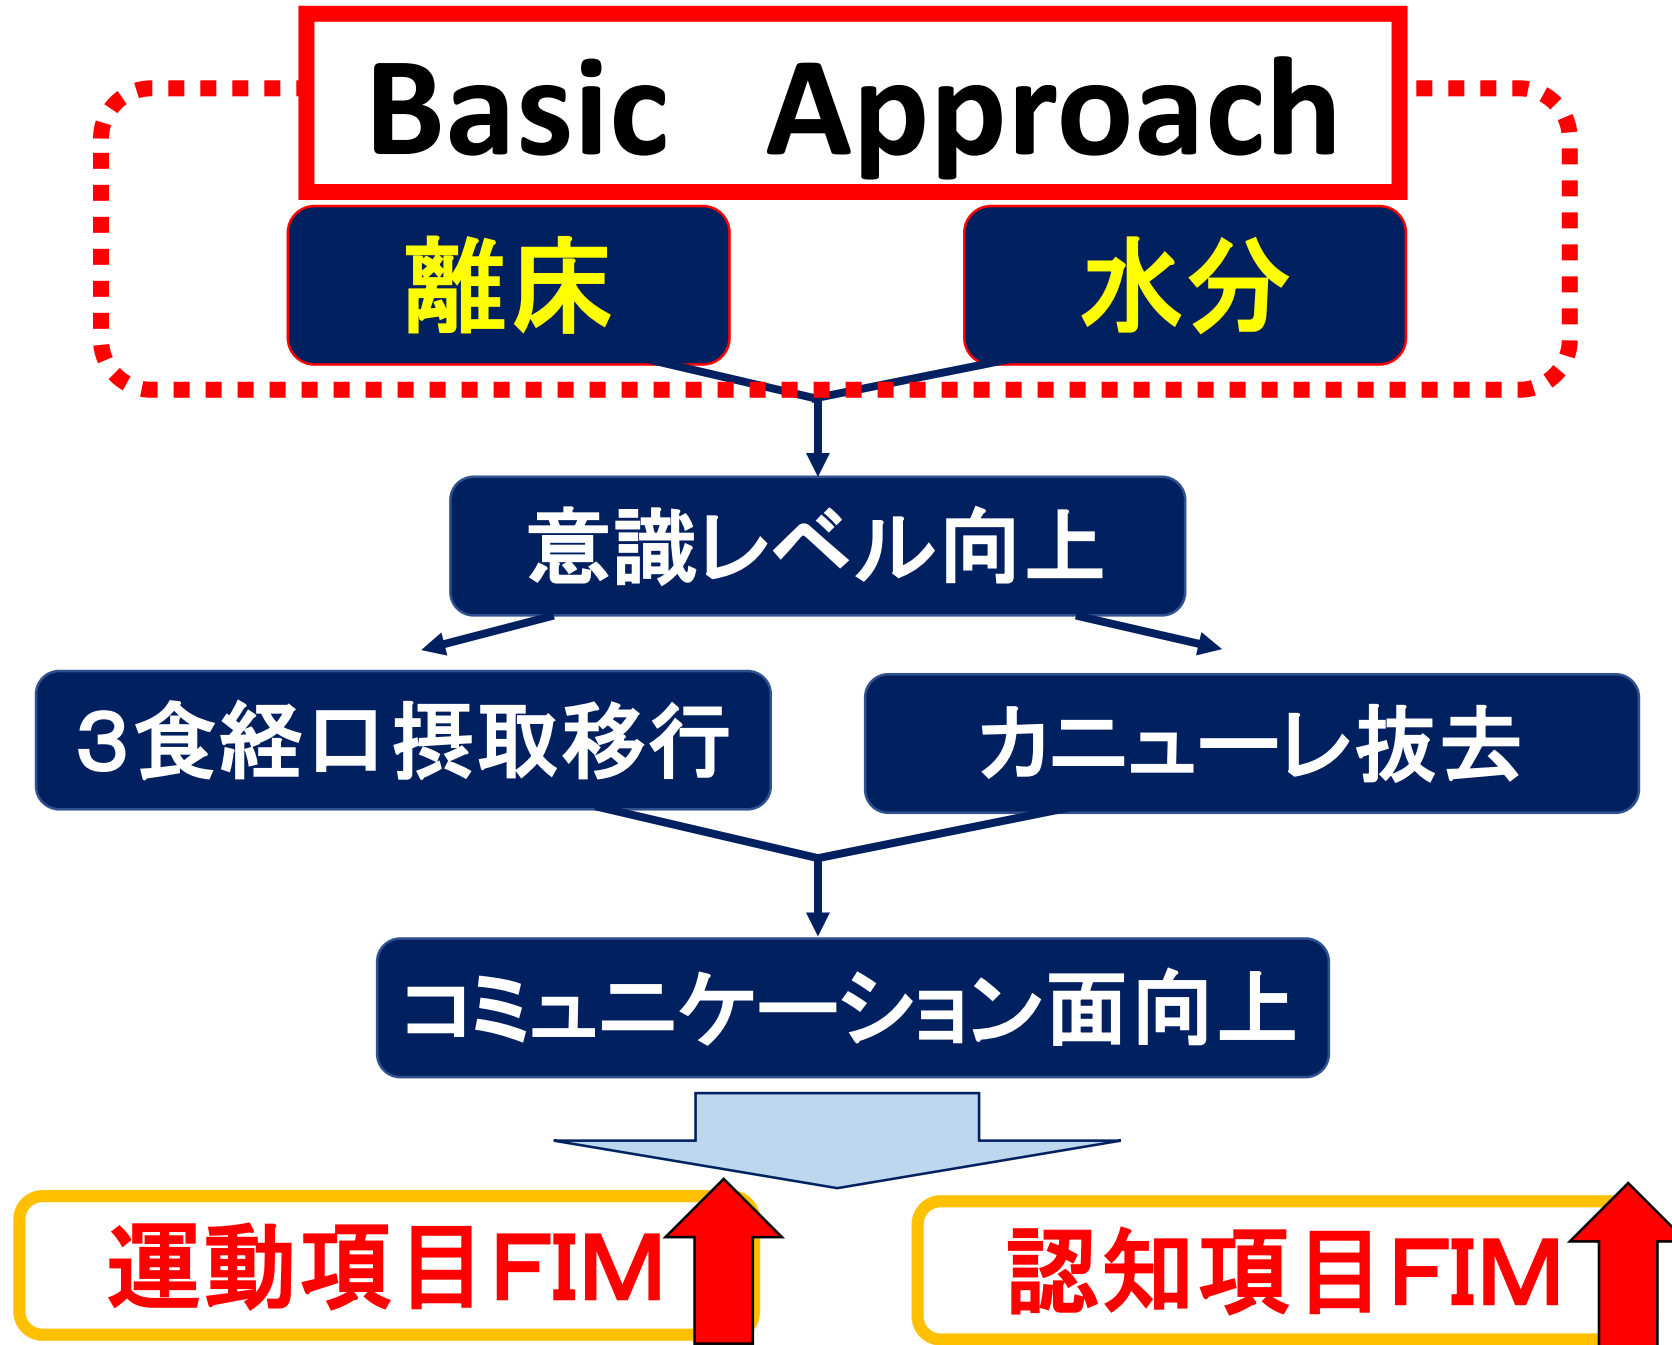 Basic Approach
離床
水分
意識レベル向上
３食経口摂取移行
カニューレ抜去
コミュニケーション面向上
運動項目FIM
認知項目FIM